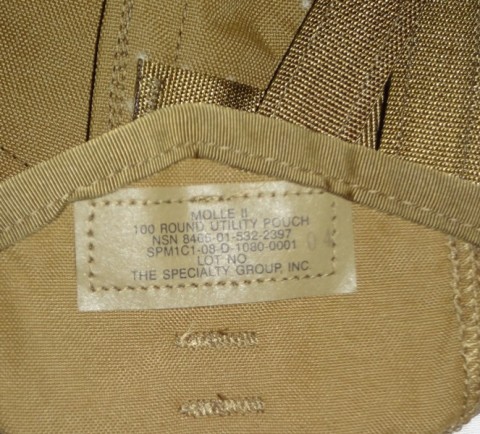 MOLLE II
100 ROUND UTILITY POUCH
NSN 8465-01-532-2397
SPM1C1-08-D-1080-0001 04
LOT NO
THE SPECIALTY GROUP, INC.